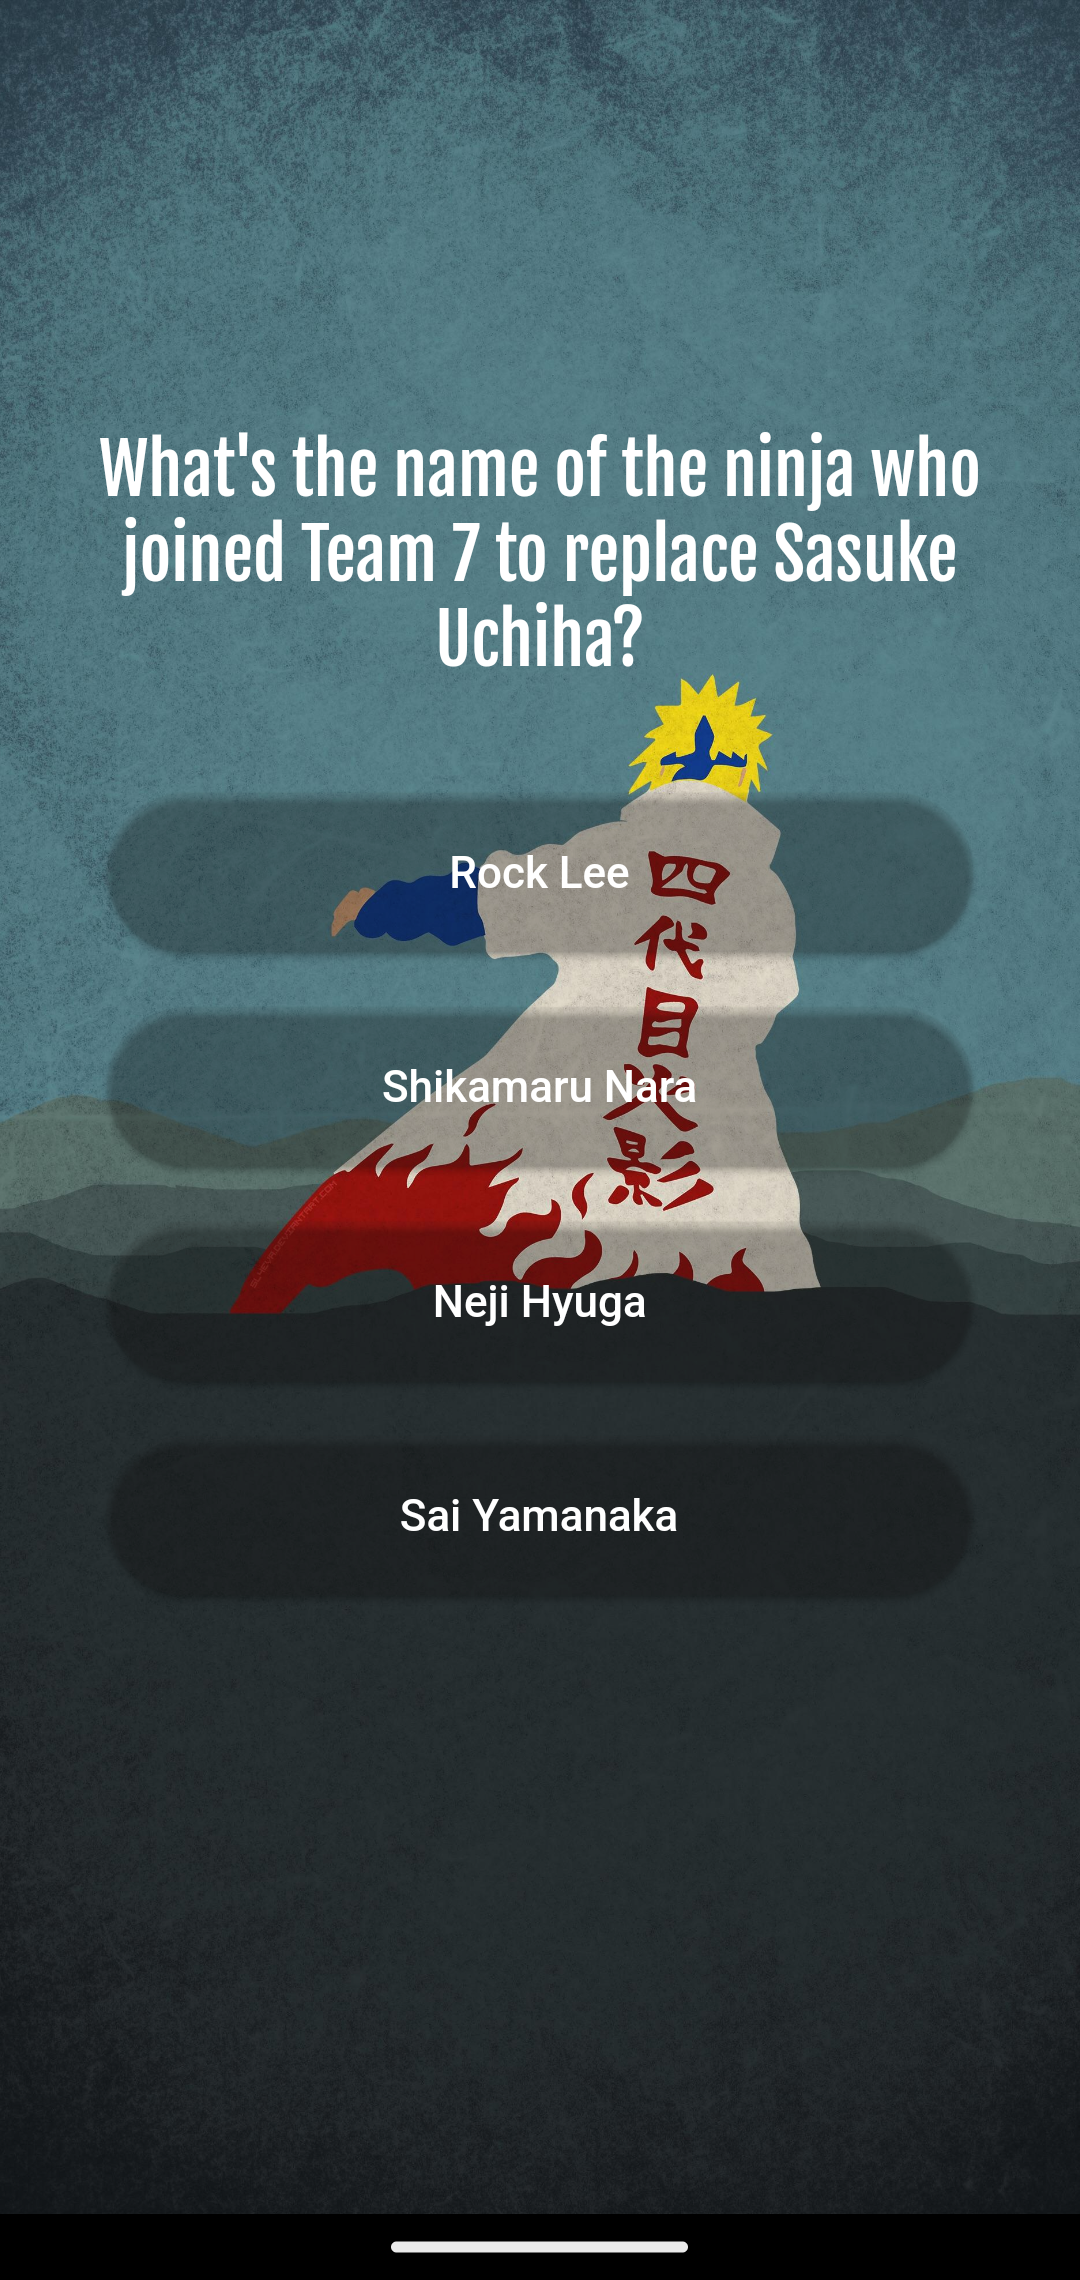 What's the name of the ninja who
joined Team 7 to replace Sasuke
Uchiha?
Rock Lee
四代目火影
Shikamaru Nara
Neji Hyuga
Sai Yamanaka